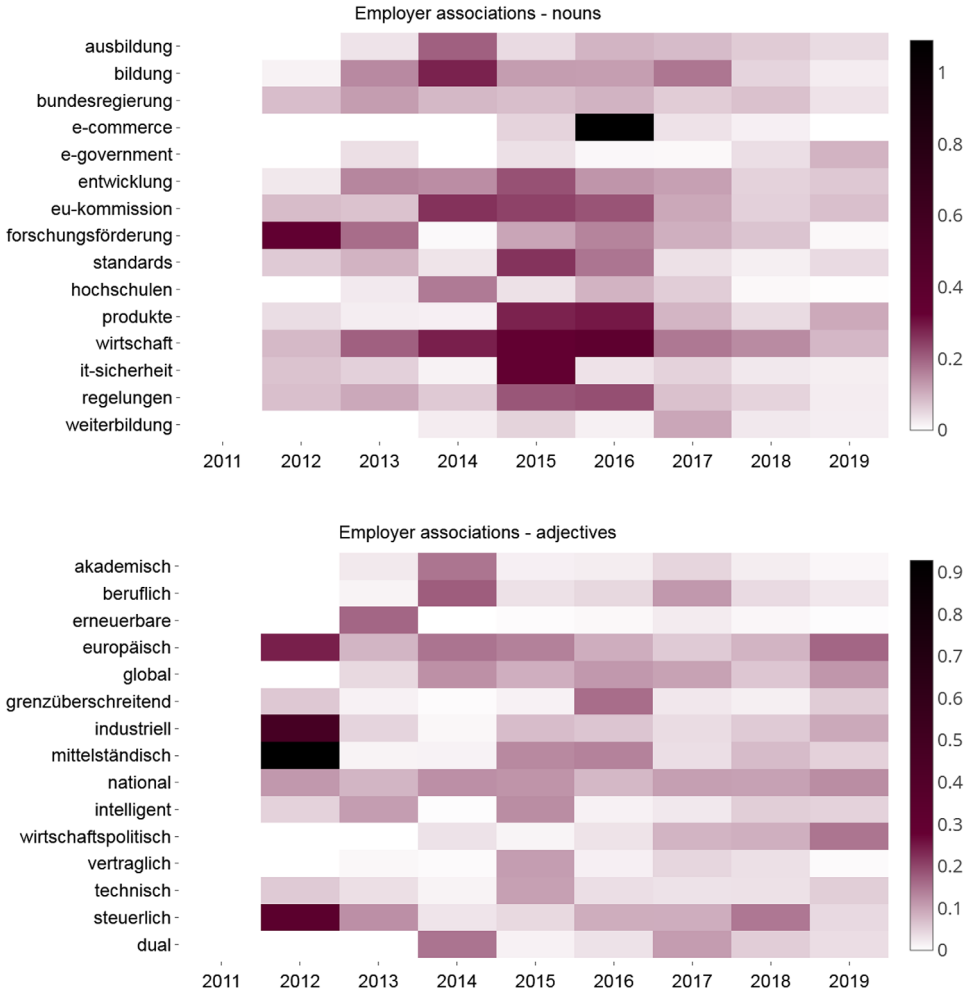 Employer associations - nouns
ausbildung
bildung
bundesregierung
e-commerce
e-government
entwicklung
eu-kommission
forschungsförderung
standards
hochschulen
produkte
wirtschaft
it-sicherheit
regelungen
weiterbildung
2011 2012 2013 2014 2015 2016 2017 2018 2019
1
0.8
0.6
0.4
0.2
0
Employer associations - adjectives
akademisch
beruflich
erneuerbare
europäisch
global
grenzüberschreitend
industriell
mittelständisch
national
intelligent
wirtschaftspolitisch
vertraglich
technisch
steuerlich
dual
2011 2012 2013 2014 2015 2016 2017 2018 2019
0.9
0.8
0.7
0.6
0.5
0.4
0.3
0.2
0.1
0